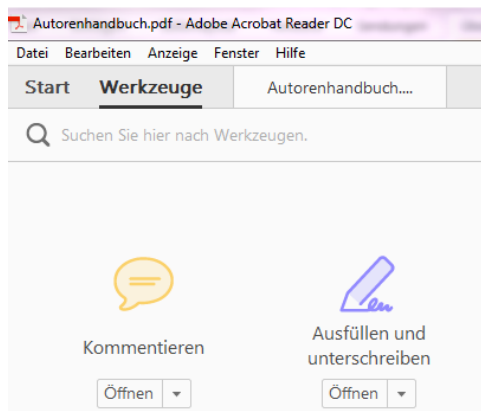 Autorenhandbuch.pdf - Adobe Acrobat Reader DC
Datei Bearbeiten Anzeige Fenster Hilfe
Start Werkzeuge Autorenhandbuch....
Suchen Sie hier nach Werkzeugen.
Kommentieren
Öffnen
Ausfüllen und
unterschreiben
Öffnen